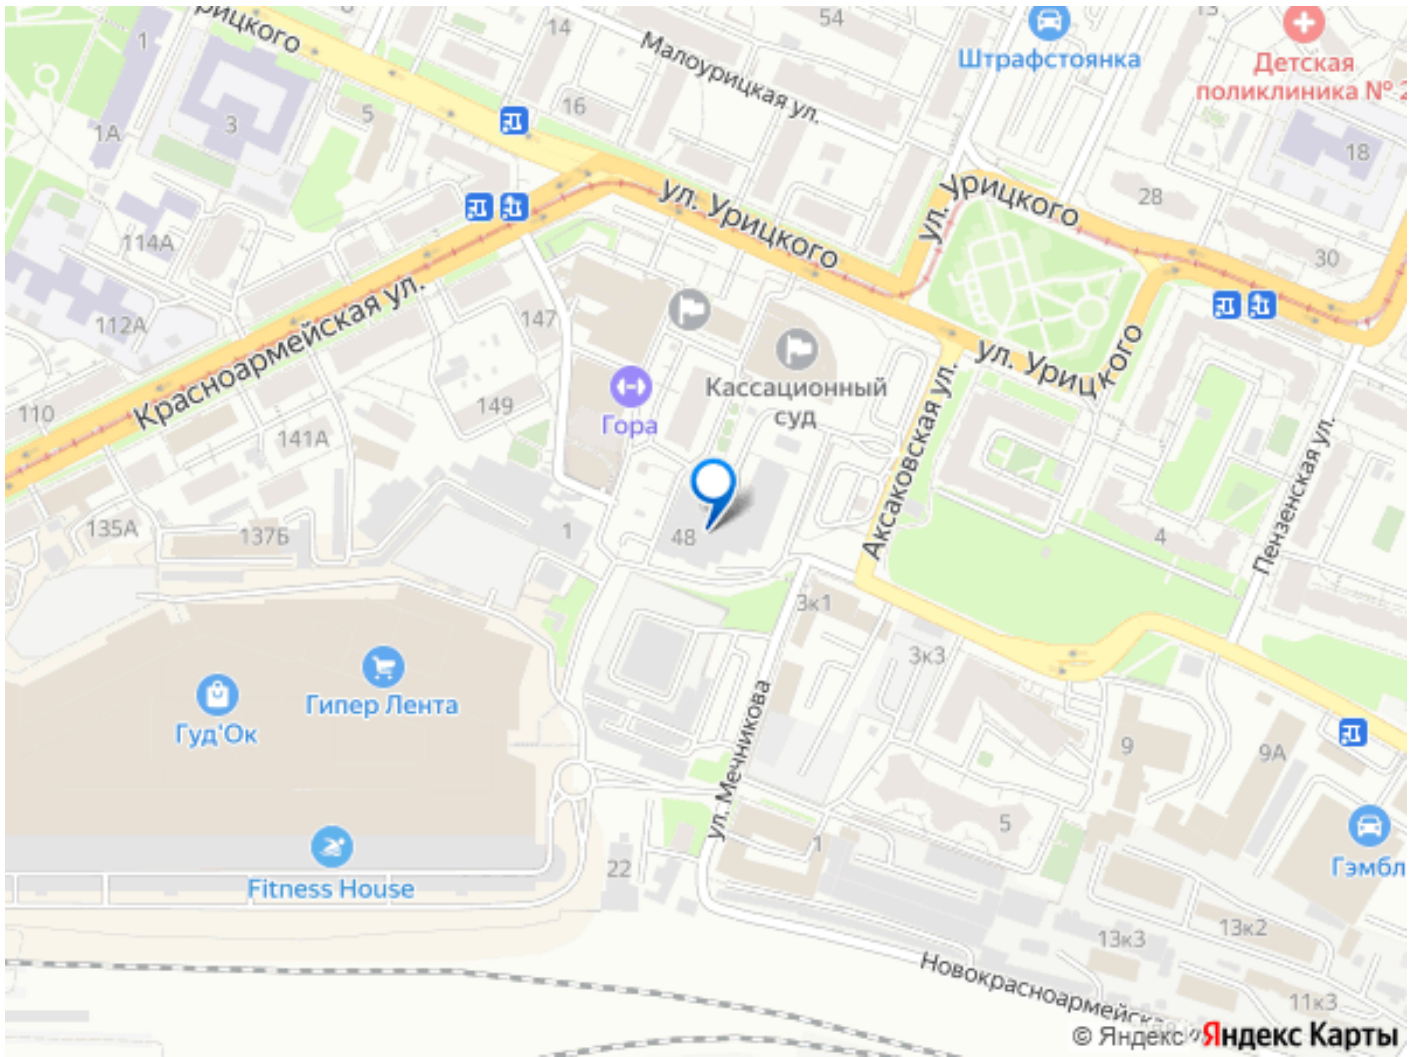 рицкого
1
14
54
13
Малоурицкая ул.
Штрафстоянка
Детская
поликлиника № 2
1А
3
5
16
18
ул. Урицкого
ул. Урицкого
28
30
114А
112А
Красноармейская ул.
147
Кассационный
суд
ул. Урицкого
110
149
Гора
141А
Аксаковская ул.
Пензенская ул.
135А
137Б
1
48
4
3к1
3к3
Гипер Лента
Гуд'Ок
ул. Мечникова
9
9А
Fitness House
22
1
5
Гэмбл
13к3
13к2
Новокрасноармейск
11к3
© Яндекс
Яндекс Карты